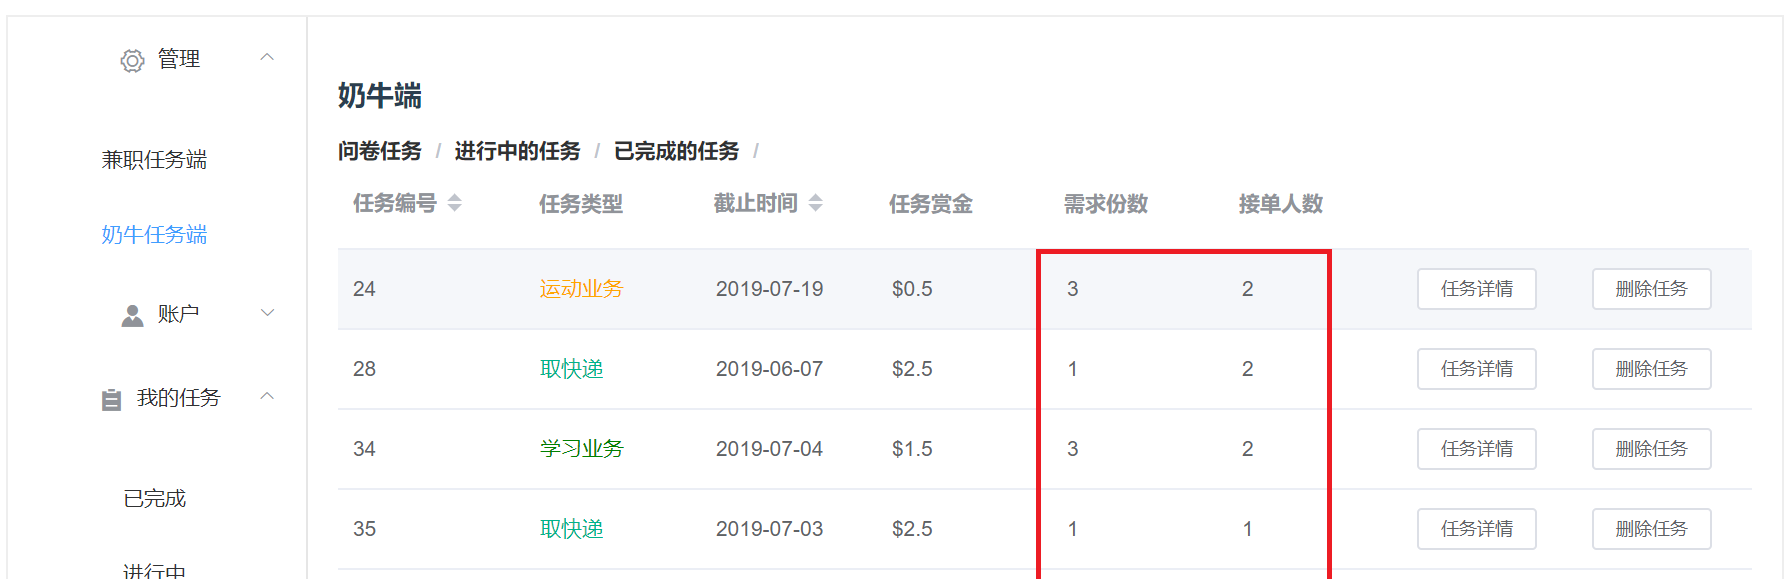 管理
兼职任务端
奶牛任务端
账户
我的任务
已完成
进行中
奶牛端
问卷任务 / 进行中的任务 / 已完成的任务 /
任务编号 任务类型 截止时间 任务赏金 需求份数 接单人数
24 运动业务 2019-07-19 $0.5 3 2 任务详情 删除任务
28 取快递 2019-06-07 $2.5 1 2 任务详情 删除任务
34 学习业务 2019-07-04 $1.5 3 2 任务详情 删除任务
35 取快递 2019-07-03 $2.5 1 1 任务详情 删除任务